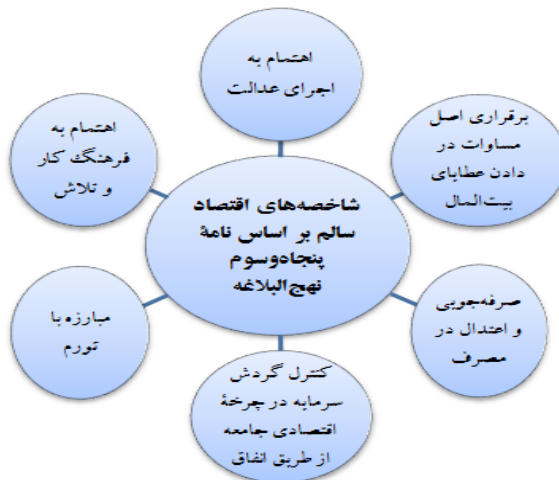 اهتمام به
اجرای عدالت
برقراری اصل
مساوات در
دادن عطایای
بیت‌المال
صرفه‌جویی
و اعتدال در
مصرف
کنترل گردش
سرمایه در چرخهٔ
اقتصادی جامعه
از طریق انفاق
مبارزه با
تورم
اهتمام به
فرهنگ کار
و تلاش
شاخصه‌های اقتصاد
سالم بر اساس نامهٔ
پنجاه‌وسوم
نهج‌البلاغه